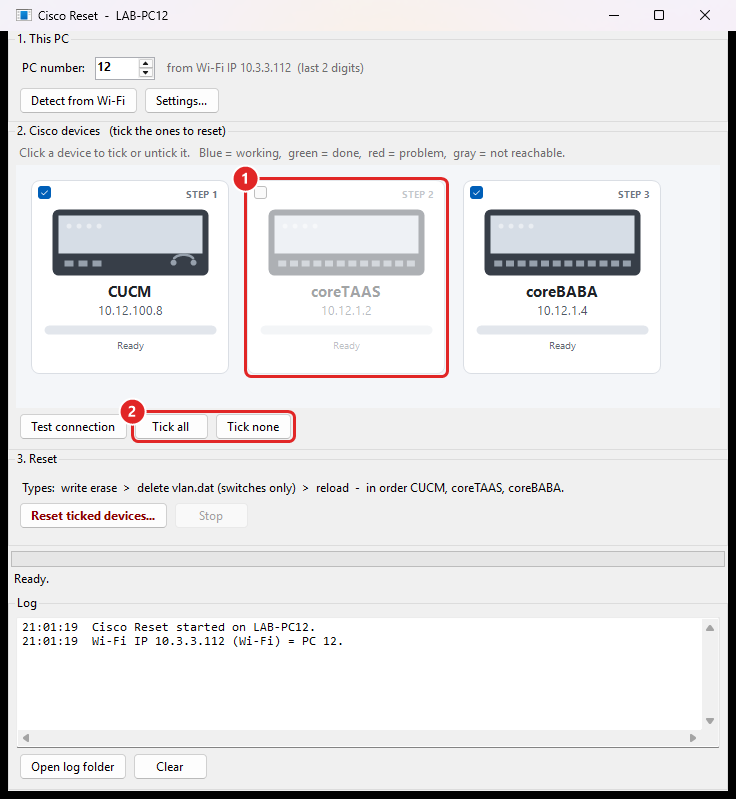 Cisco Reset - LAB-PC12
1. This PC
PC number: 12 from Wi-Fi IP 10.3.3.112 (last 2 digits)
Detect from Wi-Fi Settings...
2. Cisco devices (tick the ones to reset)
Click a device to tick or untick it. Blue = working, green = done, red = problem, gray = not reachable.
1
STEP 1 STEP 2 STEP 3
CUCM coreTAAS coreBABA
10.12.100.8 10.12.1.2 10.12.1.4
Ready Ready Ready
2
Test connection Tick all Tick none
3. Reset
Types: write erase > delete vlan.dat (switches only) > reload - in order CUCM, coreTAAS, coreBABA.
Reset ticked devices... Stop
Ready.
Log
21:01:19 Cisco Reset started on LAB-PC12.
21:01:19 Wi-Fi IP 10.3.3.112 (Wi-Fi) = PC 12.
Open log folder Clear